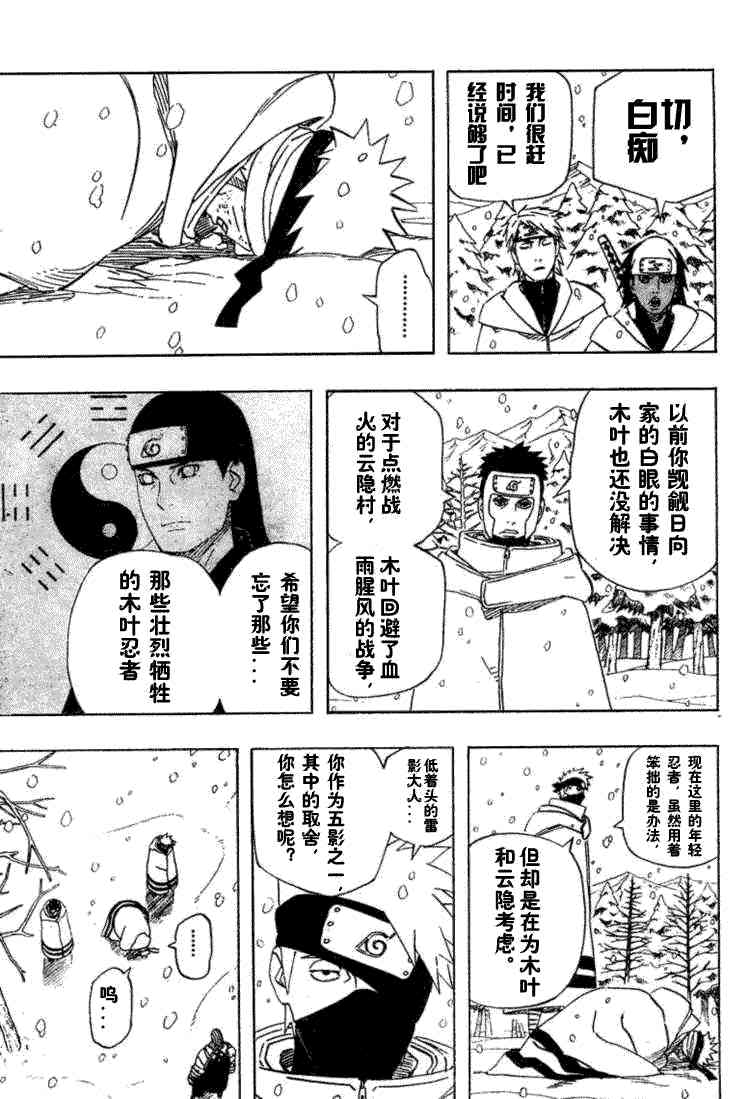 切，
白痴
我们很赶
时间，已
经说够了吧
………
以前你觊觎日向
家的白眼的事情，
木叶也还没解决
对于点燃战
火的云隐村，
木叶回避了血
雨腥风的战争，
希望你们不要
忘了那些...
那些壮烈牺牲
的木叶忍者
现在这里的年轻
忍者，虽然用着
笨拙的是办法，
但却是在为木叶
和云隐考虑。
低着头的雷
影大人...
你作为五影之一，
其中的取舍，
你怎么想呢？
……
呜
...